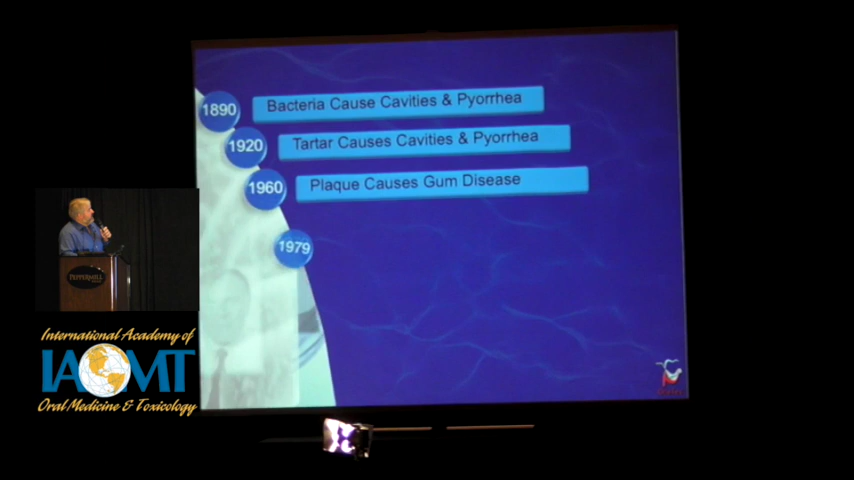 1890
Bacteria Cause Cavities & Pyorrhea
1920
Tartar Causes Cavities & Pyorrhea
1960
Plaque Causes Gum Disease
1979
PEPPERMILL
International Academy of
IAOMT
Oral Medicine & Toxicology